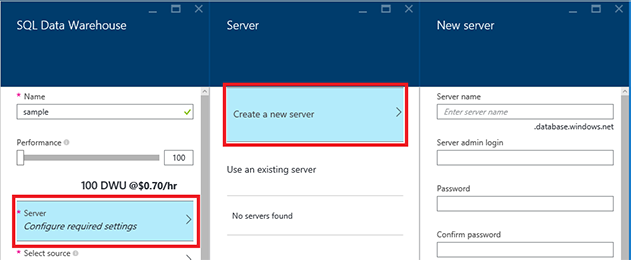 SQL Data Warehouse
* Name
sample
Performance
100
100 DWU @$0.70/hr
* Server
Configure required settings
* Select source
Server
Create a new server
Use an existing server
No servers found
New server
Server name
Enter server name
.database.windows.net
Server admin login
Password
Confirm password